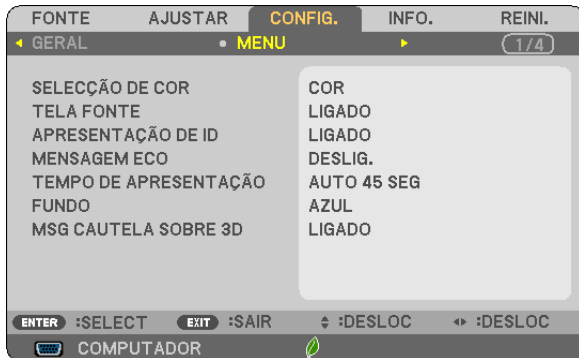 FONTE AJUSTAR CONFIG. INFO. REINI.
GERAL MENU 1/4
SELECÇÃO DE COR COR
TELA FONTE LIGADO
APRESENTAÇÃO DE ID LIGADO
MENSAGEM ECO DESLIG.
TEMPO DE APRESENTAÇÃO AUTO 45 SEG
FUNDO AZUL
MSG CAUTELA SOBRE 3D LIGADO
ENTER :SELECT EXIT :SAIR :DESLOC :DESLOC
COMPUTADOR